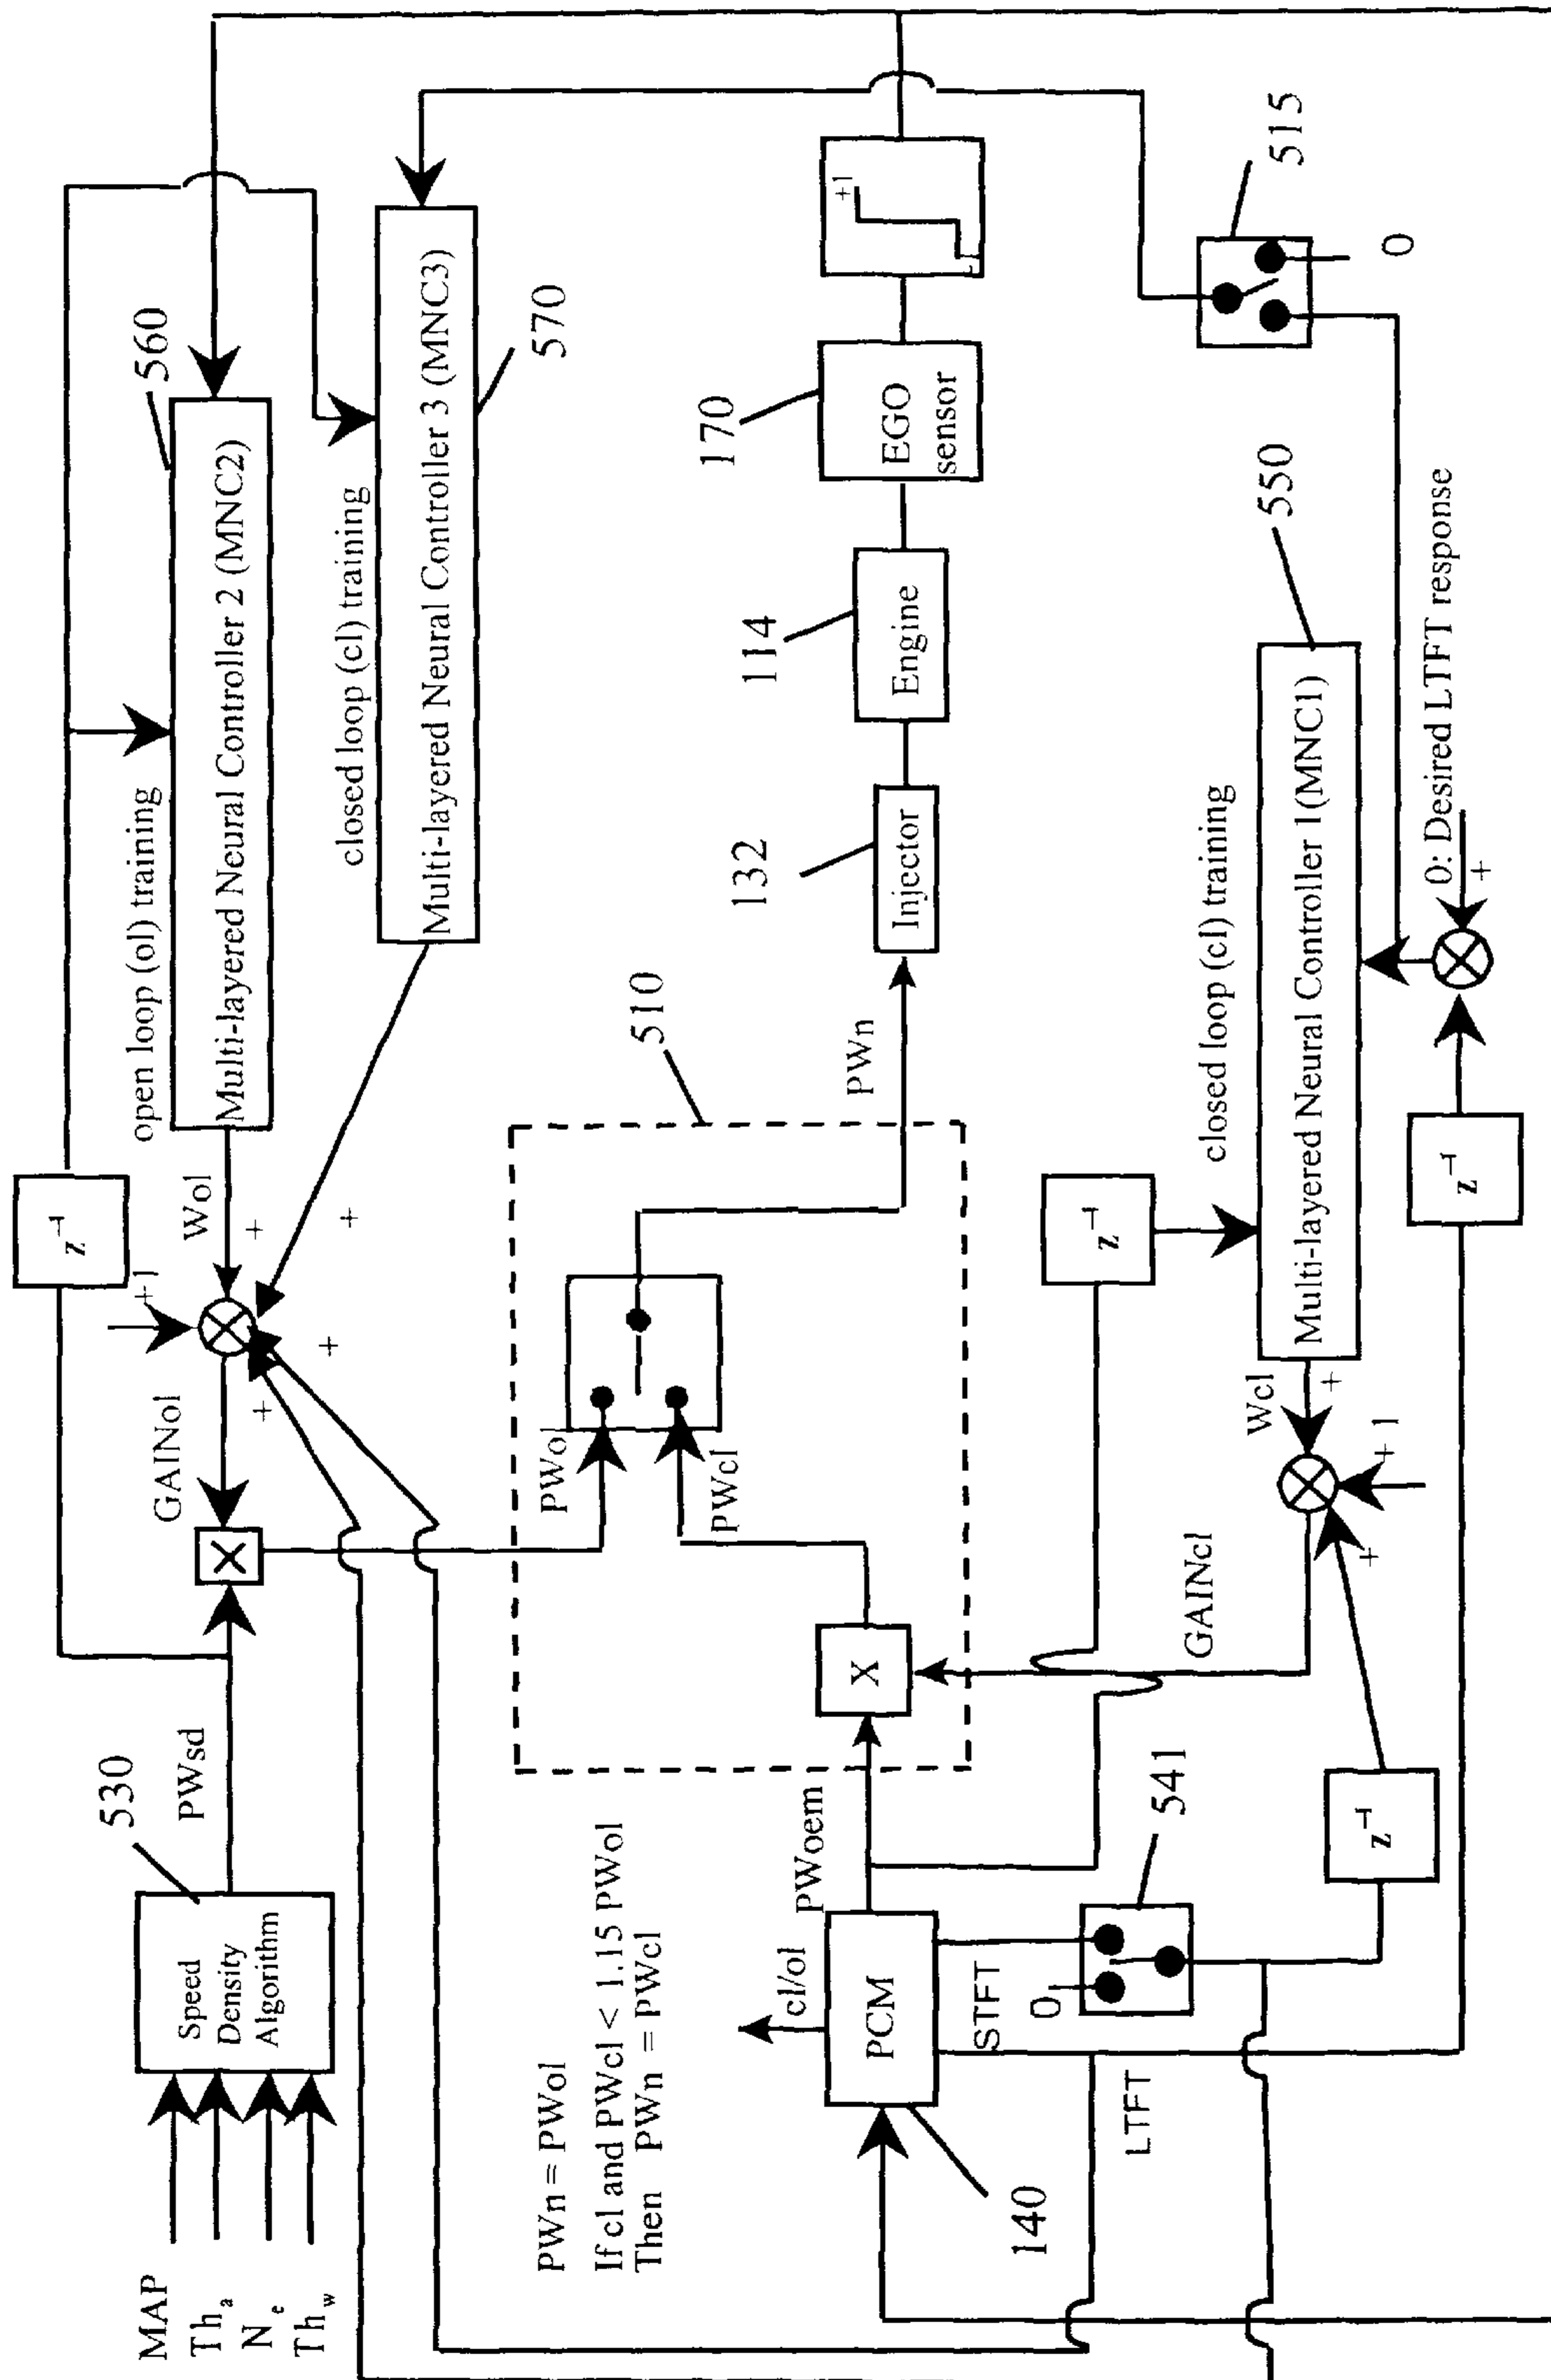 MAP
Th a
N e
Th w
Speed
Density
Algorithm
530
PWsd
z⁻¹
GAINol
X
+1
Wol
+
+
+
+
open loop (ol) training
Multi-layered Neural Controller 2 (MNC2)
560
closed loop (cl) training
Multi-layered Neural Controller 3 (MNC3)
570
PWn = PWol
If cl and PWcl < 1.15 PWol
Then PWn = PWcl
510
PWol
PWcl
X
PWn
132
Injector
114
Engine
170
EGO
sensor
+1
-1
cl/ol
PWoem
PCM
140
STFT
LTFT
0
541
z⁻¹
GAINcl
+
+1
Wcl
+
z⁻¹
closed loop (cl) training
Multi-layered Neural Controller 1(MNC1)
550
z⁻¹
0: Desired LTFT response
+
515
0